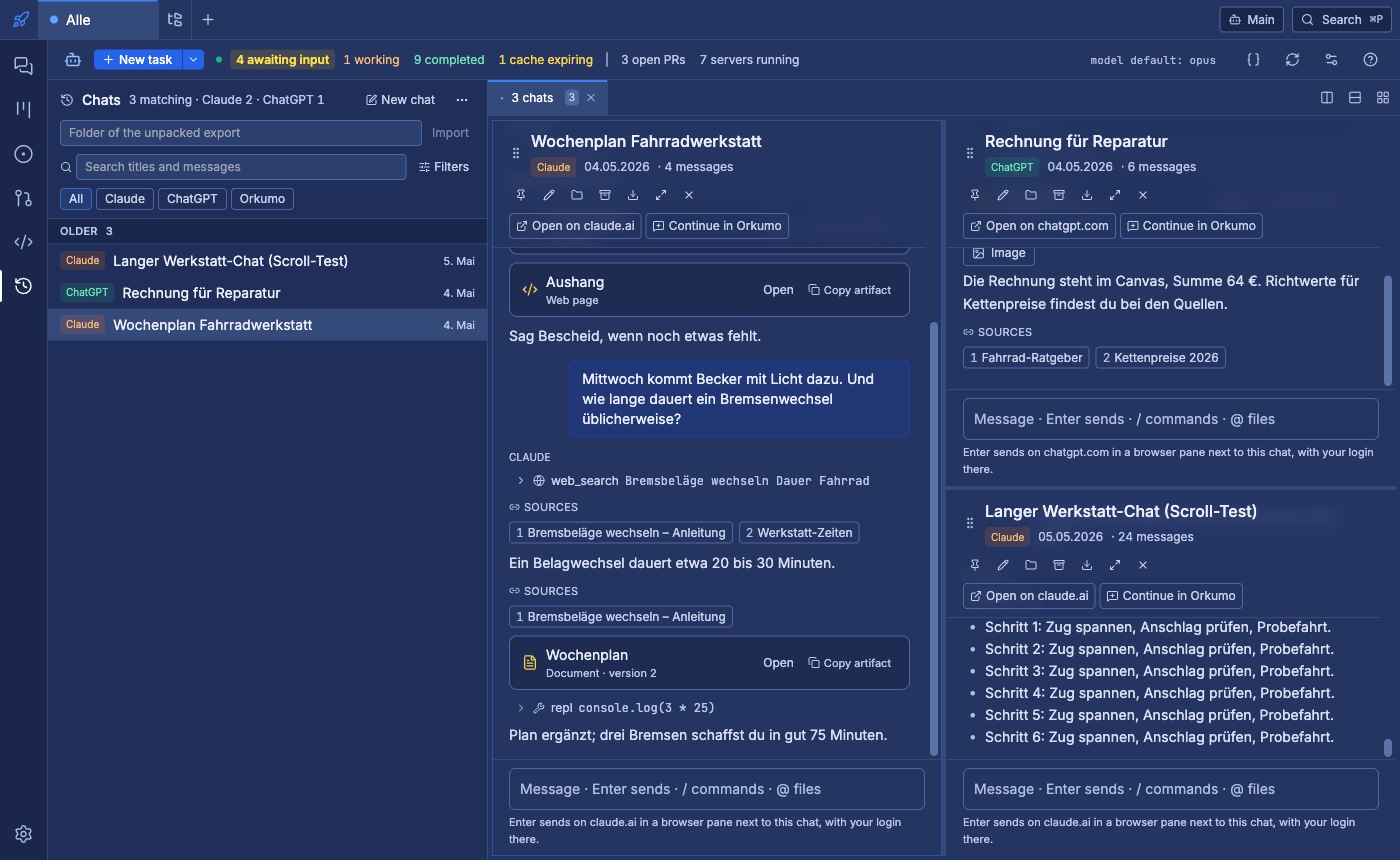 Alle
Main
Search ⌘P
New task
4 awaiting input
1 working
9 completed
1 cache expiring
3 open PRs
7 servers running
model default: opus
Chats
3 matching · Claude 2 · ChatGPT 1
New chat
Folder of the unpacked export
Import
Search titles and messages
Filters
All
Claude
ChatGPT
Orkumo
OLDER 3
Claude Langer Werkstatt-Chat (Scroll-Test) 5. Mai
ChatGPT Rechnung für Reparatur 4. Mai
Claude Wochenplan Fahrradwerkstatt 4. Mai
· 3 chats 3
Wochenplan Fahrradwerkstatt
Claude 04.05.2026 · 4 messages
Open on claude.ai
Continue in Orkumo
Aushang
Web page
Open
Copy artifact
Sag Bescheid, wenn noch etwas fehlt.
Mittwoch kommt Becker mit Licht dazu. Und
wie lange dauert ein Bremsenwechsel
üblicherweise?
CLAUDE
web_search Bremsbeläge wechseln Dauer Fahrrad
SOURCES
1 Bremsbeläge wechseln – Anleitung
2 Werkstatt-Zeiten
Ein Belagwechsel dauert etwa 20 bis 30 Minuten.
SOURCES
1 Bremsbeläge wechseln – Anleitung
Wochenplan
Document · version 2
Open
Copy artifact
repl console.log(3 * 25)
Plan ergänzt; drei Bremsen schaffst du in gut 75 Minuten.
Message · Enter sends · / commands · @ files
Enter sends on claude.ai in a browser pane next to this chat, with your login
there.
Rechnung für Reparatur
ChatGPT 04.05.2026 · 6 messages
Open on chatgpt.com
Continue in Orkumo
Image
Die Rechnung steht im Canvas, Summe 64 €. Richtwerte für
Kettenpreise findest du bei den Quellen.
SOURCES
1 Fahrrad-Ratgeber
2 Kettenpreise 2026
Message · Enter sends · / commands · @ files
Enter sends on chatgpt.com in a browser pane next to this chat, with your login
there.
Langer Werkstatt-Chat (Scroll-Test)
Claude 05.05.2026 · 24 messages
Open on claude.ai
Continue in Orkumo
• Schritt 1: Zug spannen, Anschlag prüfen, Probefahrt.
• Schritt 2: Zug spannen, Anschlag prüfen, Probefahrt.
• Schritt 3: Zug spannen, Anschlag prüfen, Probefahrt.
• Schritt 4: Zug spannen, Anschlag prüfen, Probefahrt.
• Schritt 5: Zug spannen, Anschlag prüfen, Probefahrt.
• Schritt 6: Zug spannen, Anschlag prüfen, Probefahrt.
Message · Enter sends · / commands · @ files
Enter sends on claude.ai in a browser pane next to this chat, with your login
there.